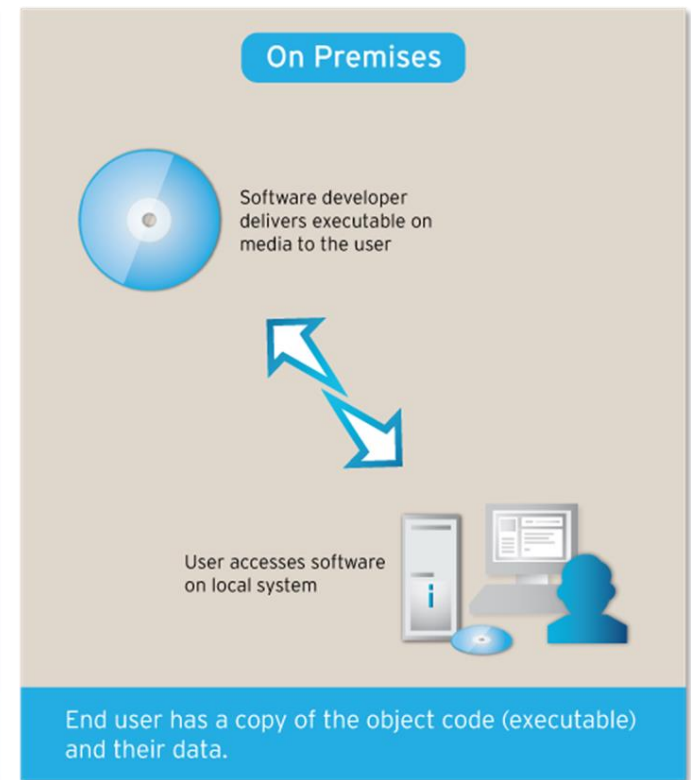 On Premises
Software developer
delivers executable on
media to the user
User accesses software
on local system
i
End user has a copy of the object code (executable)
and their data.